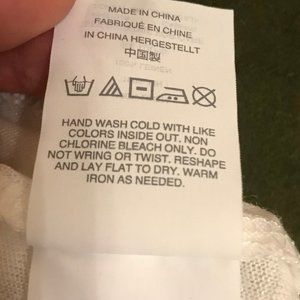 MADE IN CHINA
FABRIQUÉ EN CHINE
IN CHINA HERGESTELLT
中国製
HAND WASH COLD WITH LIKE
COLORS INSIDE OUT. NON
CHLORINE BLEACH ONLY. DO
NOT WRING OR TWIST. RESHAPE
AND LAY FLAT TO DRY. WARM
IRON AS NEEDED.